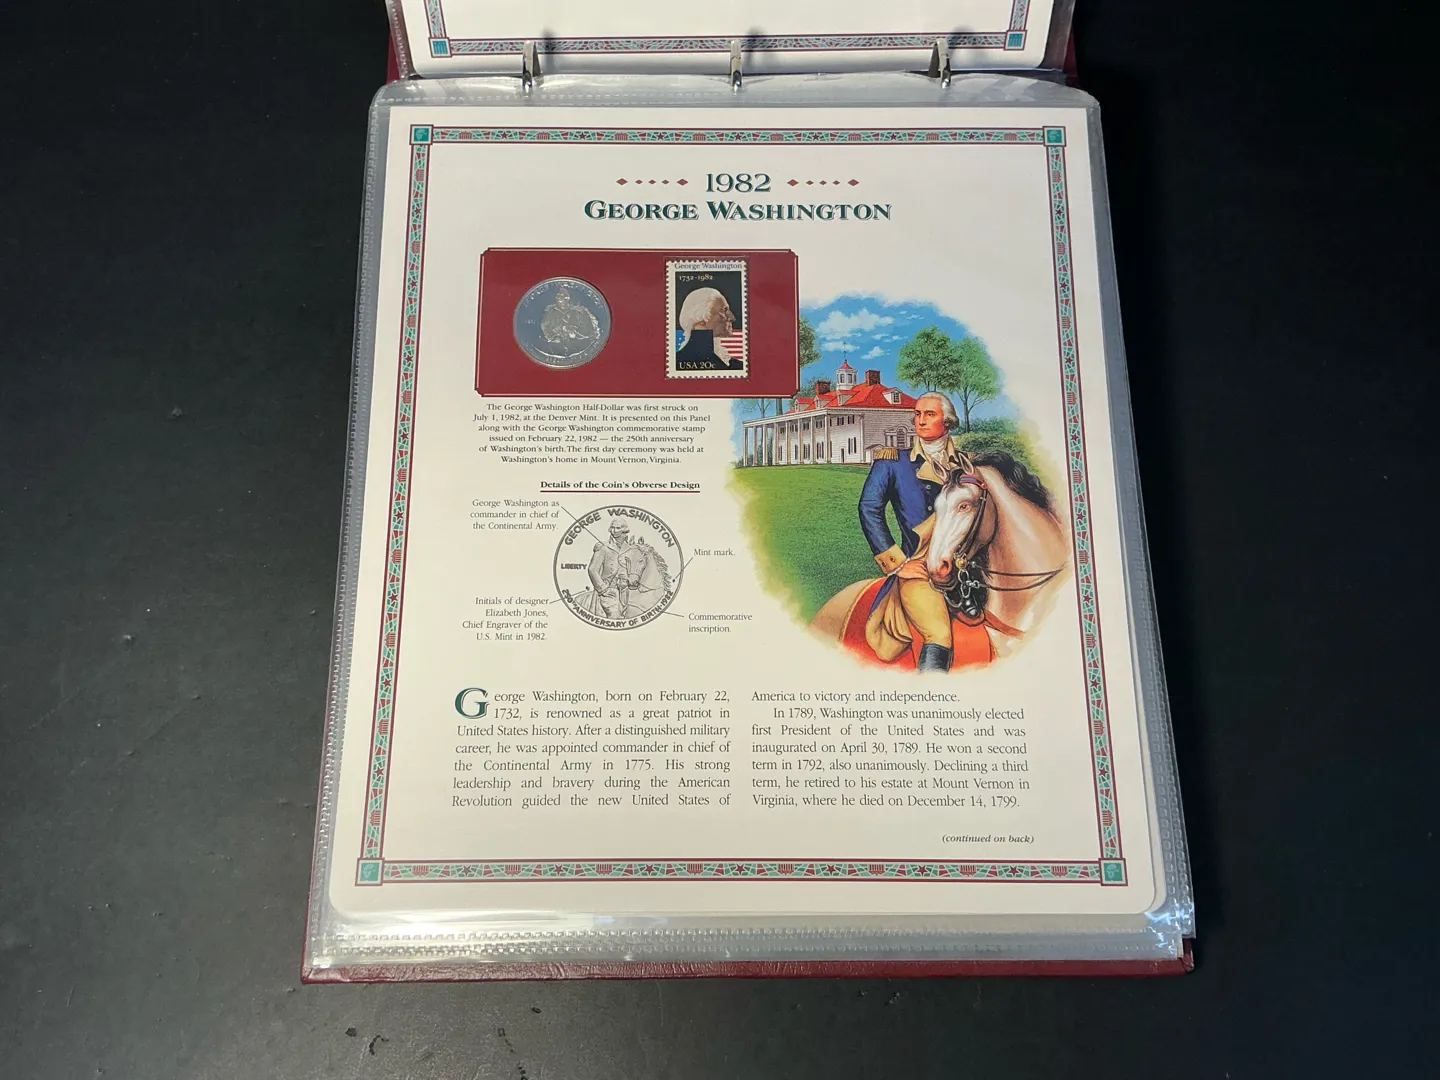 1982
GEORGE WASHINGTON
George Washington
1732-1982
USA 20c
The George Washington Half-Dollar was first struck on
July 1, 1982, at the Denver Mint. It is presented on this Panel
along with the George Washington commemorative stamp
issued on February 22, 1982 — the 250th anniversary
of Washington's birth. The first day ceremony was held at
Washington's home in Mount Vernon, Virginia.
Details of the Coin's Obverse Design
George Washington as
commander in chief of
the Continental Army.
GEORGE WASHINGTON
LIBERTY
250TH ANNIVERSARY OF BIRTH 1982
Mint mark.
Initials of designer
Elizabeth Jones,
Chief Engraver of the
U.S. Mint in 1982.
Commemorative
inscription.
George Washington, born on February 22,
1732, is renowned as a great patriot in
United States history. After a distinguished military
career, he was appointed commander in chief of
the Continental Army in 1775. His strong
leadership and bravery during the American
Revolution guided the new United States of
America to victory and independence.
In 1789, Washington was unanimously elected
first President of the United States and was
inaugurated on April 30, 1789. He won a second
term in 1792, also unanimously. Declining a third
term, he retired to his estate at Mount Vernon in
Virginia, where he died on December 14, 1799.
(continued on back)